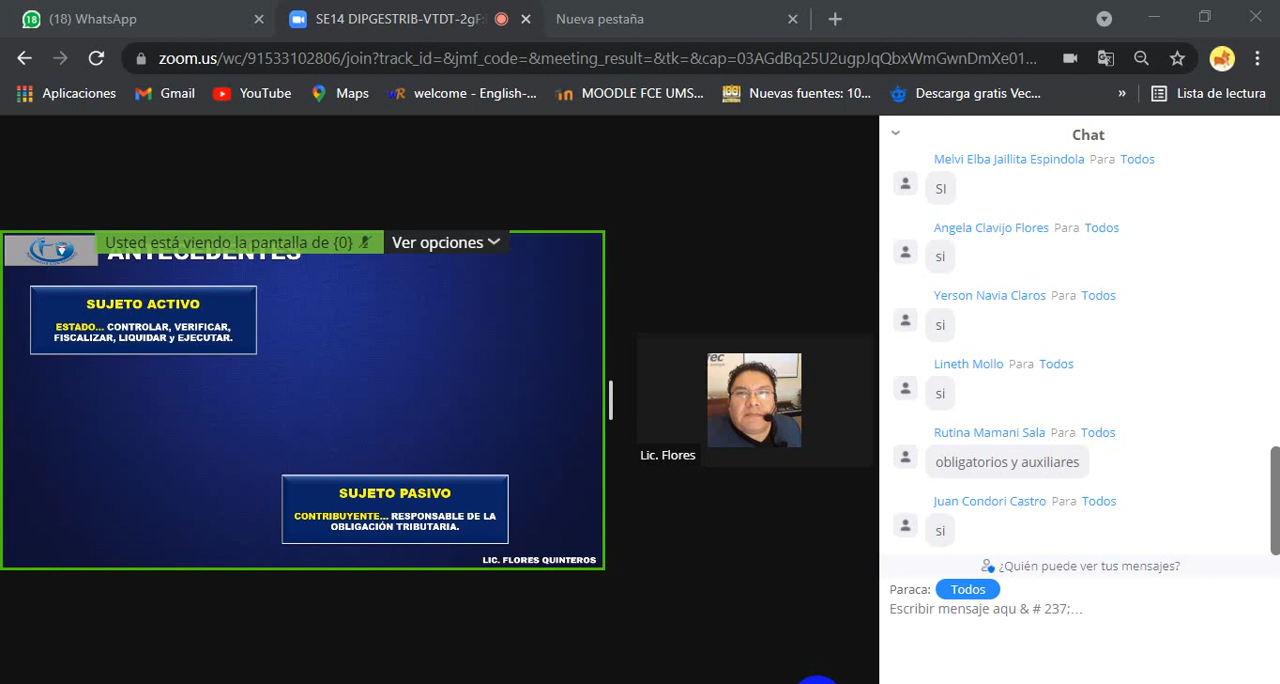 (18) WhatsApp
SE14 DIPGESTRIB-VTDT-2gF
Nueva pestaña
zoom.us/wc/91533102806/join?track_id=&jmf_code=&meeting_result=&tk=&cap=03AGdBq25U2ugpJqQbxWmGwnDmXe01...
Aplicaciones
Gmail
YouTube
Maps
welcome - English-...
MOODLE FCE UMS...
Nuevas fuentes: 10...
Descarga gratis Vec...
»
Lista de lectura
Usted está viendo la pantalla de {0}
Ver opciones
ANTECEDENTES
SUJETO ACTIVO
ESTADO... CONTROLAR, VERIFICAR,
FISCALIZAR, LIQUIDAR y EJECUTAR.
SUJETO PASIVO
CONTRIBUYENTE... RESPONSABLE DE LA
OBLIGACIÓN TRIBUTARIA.
LIC. FLORES QUINTEROS
Lic. Flores
Chat
Melvi Elba Jaillita Espindola Para Todos
SI
Angela Clavijo Flores Para Todos
si
Yerson Navia Claros Para Todos
si
Lineth Mollo Para Todos
si
Rutina Mamani Sala Para Todos
obligatorios y auxiliares
Juan Condori Castro Para Todos
si
¿Quién puede ver tus mensajes?
Paraca: Todos
Escribir mensaje aqu & # 237;...